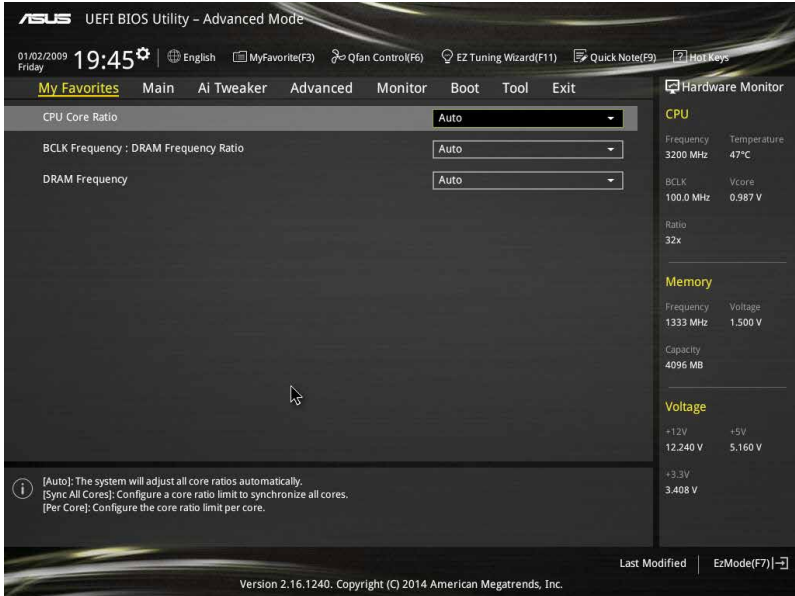 ASUS UEFI BIOS Utility – Advanced Mode
01/02/2009
Friday
19:45
English
MyFavorite(F3)
Qfan Control(F6)
EZ Tuning Wizard(F11)
Quick Note(F9)
? Hot Keys
My Favorites
Main
Ai Tweaker
Advanced
Monitor
Boot
Tool
Exit
CPU Core Ratio
Auto
BCLK Frequency : DRAM Frequency Ratio
Auto
DRAM Frequency
Auto
Hardware Monitor
CPU
Frequency Temperature
3200 MHz 47°C
BCLK Vcore
100.0 MHz 0.987 V
Ratio
32x
Memory
Frequency Voltage
1333 MHz 1.500 V
Capacity
4096 MB
Voltage
+12V +5V
12.240 V 5.160 V
+3.3V
3.408 V
[Auto]: The system will adjust all core ratios automatically.
[Sync All Cores]: Configure a core ratio limit to synchronize all cores.
[Per Core]: Configure the core ratio limit per core.
Last Modified
EzMode(F7)
Version 2.16.1240. Copyright (C) 2014 American Megatrends, Inc.